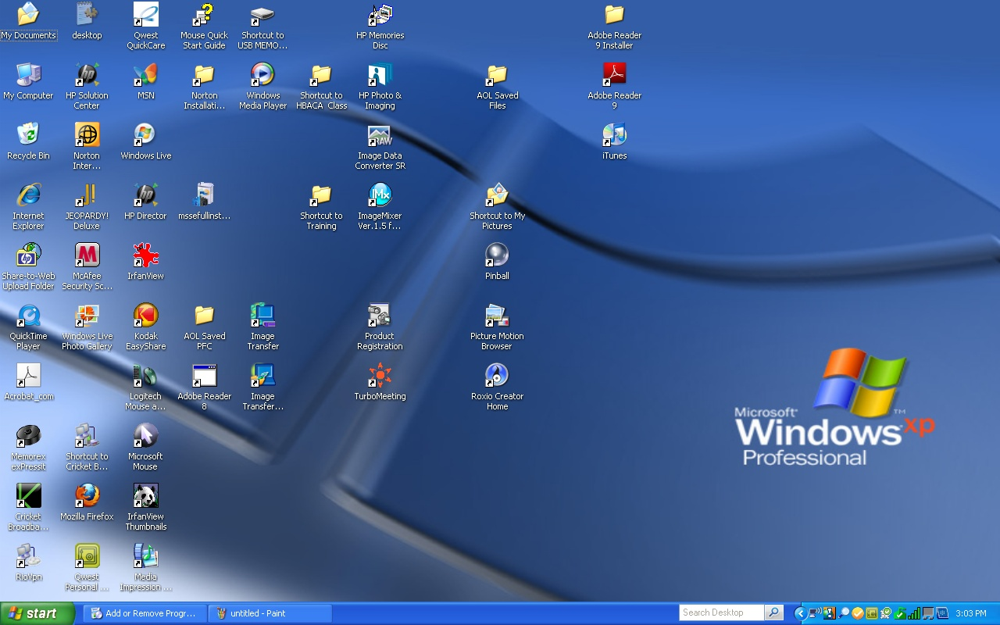 My Documents
desktop
Qwest
QuickCare
Mouse Quick
Start Guide
Shortcut to
USB MEMO...
HP Memories
Disc
Adobe Reader
9 Installer
My Computer
HP Solution
Center
MSN
Norton
Installati...
Windows
Media Player
Shortcut to
HBACA Class
HP Photo &
Imaging
AOL Saved
Files
Adobe Reader
9
Recycle Bin
Norton
Inter...
Windows Live
RAW
Image Data
Converter SR
iTunes
Internet
Explorer
JEOPARDY!
Deluxe
HP Director
mssefullinst...
Shortcut to
Training
IMx
ImageMixer
Ver.1.5 f...
Shortcut to My
Pictures
Share-to-Web
Upload Folder
McAfee
Security Sc...
IrfanView
Pinball
QuickTime
Player
Windows Live
Photo Gallery
Kodak
EasyShare
AOL Saved
PFC
Image
Transfer
Product
Registration
Picture Motion
Browser
Acrobat_com
Logitech
Mouse a...
Adobe Reader
8
Image
Transfer...
TurboMeeting
Roxio Creator
Home
Microsoft
Windows xp
TM
Professional
Memorex
exPressit
Shortcut to
Cricket B...
Microsoft
Mouse
Cricket
Broadba...
Mozilla Firefox
IrfanView
Thumbnails
RioVpn
Qwest
Personal ...
Media
Impression ...
start
Add or Remove Progr...
untitled - Paint
Search Desktop
3:03 PM